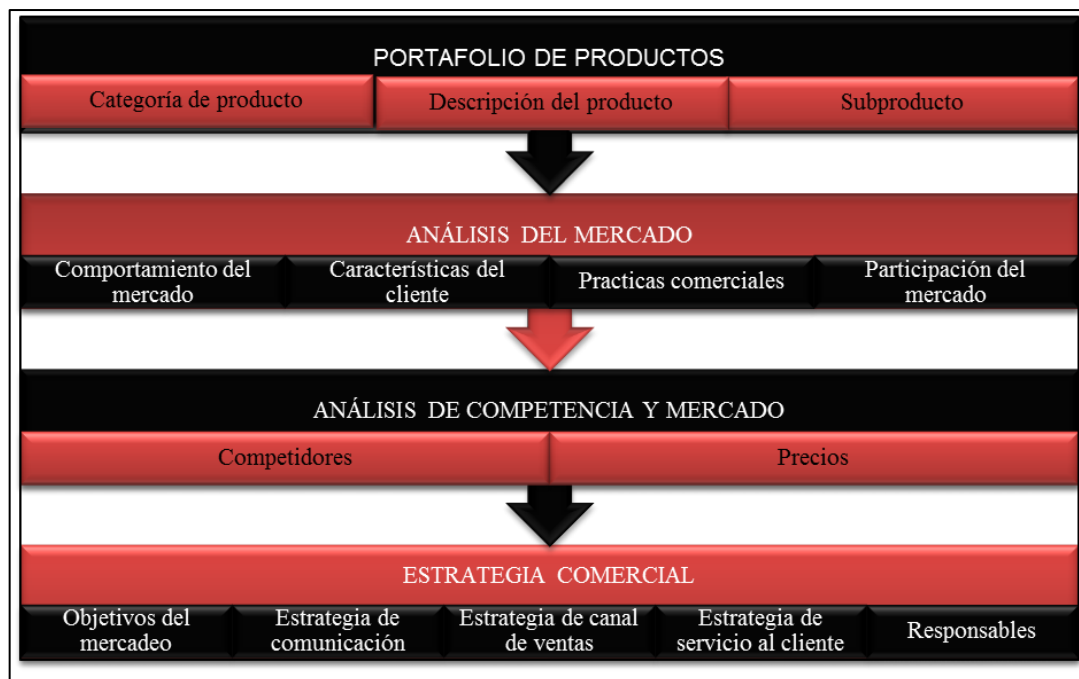 PORTAFOLIO DE PRODUCTOS
Categoría de producto
Descripción del producto
Subproducto
ANÁLISIS DEL MERCADO
Comportamiento del
mercado
Características del
cliente
Practicas comerciales
Participación del
mercado
ANÁLISIS DE COMPETENCIA Y MERCADO
Competidores
Precios
ESTRATEGIA COMERCIAL
Objetivos del
mercadeo
Estrategia de
comunicación
Estrategia de canal
de ventas
Estrategia de
servicio al cliente
Responsables